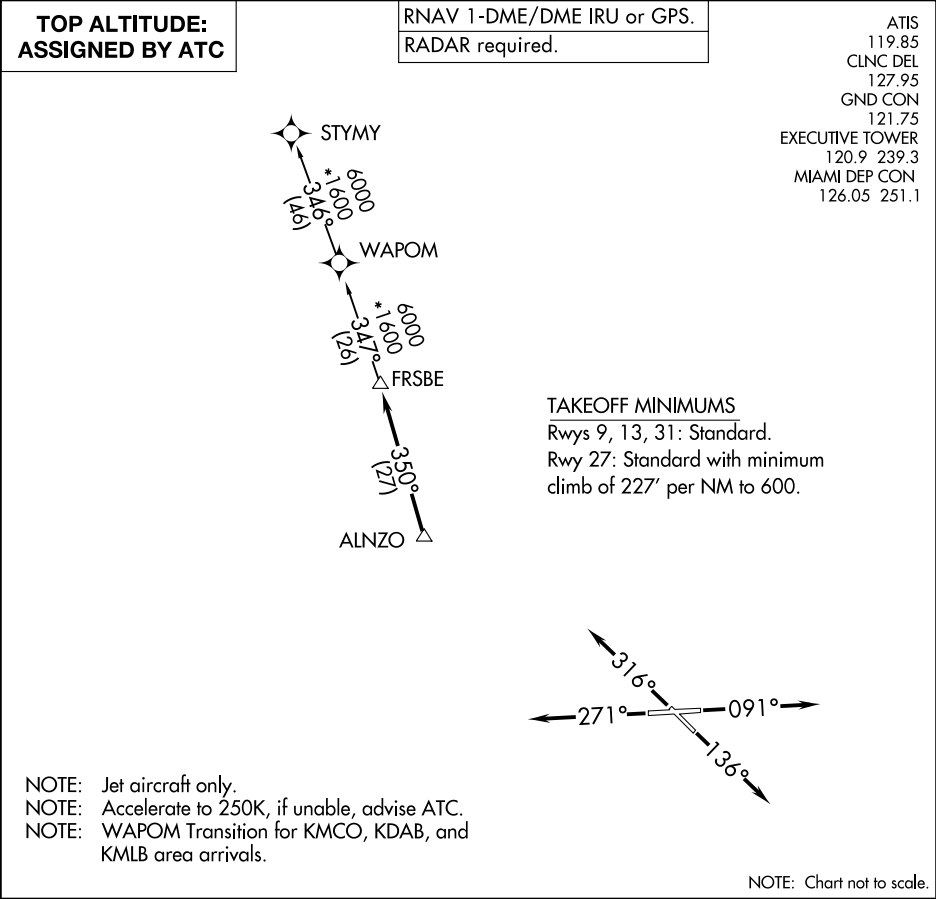 TOP ALTITUDE:
ASSIGNED BY ATC
RNAV 1-DME/DME IRU or GPS.
RADAR required.
ATIS
119.85
CLNC DEL
127.95
GND CON
121.75
EXECUTIVE TOWER
120.9 239.3
MIAMI DEP CON
126.05 251.1
STYMY
6000
*1600
346°
(46)
WAPOM
6000
*1600
347°
(26)
FRSBE
350°
(27)
ALNZO
TAKEOFF MINIMUMS
Rwys 9, 13, 31: Standard.
Rwy 27: Standard with minimum
climb of 227' per NM to 600.
316°
271°
091°
136°
NOTE: Jet aircraft only.
NOTE: Accelerate to 250K, if unable, advise ATC.
NOTE: WAPOM Transition for KMCO, KDAB, and
KMLB area arrivals.
NOTE: Chart not to scale.